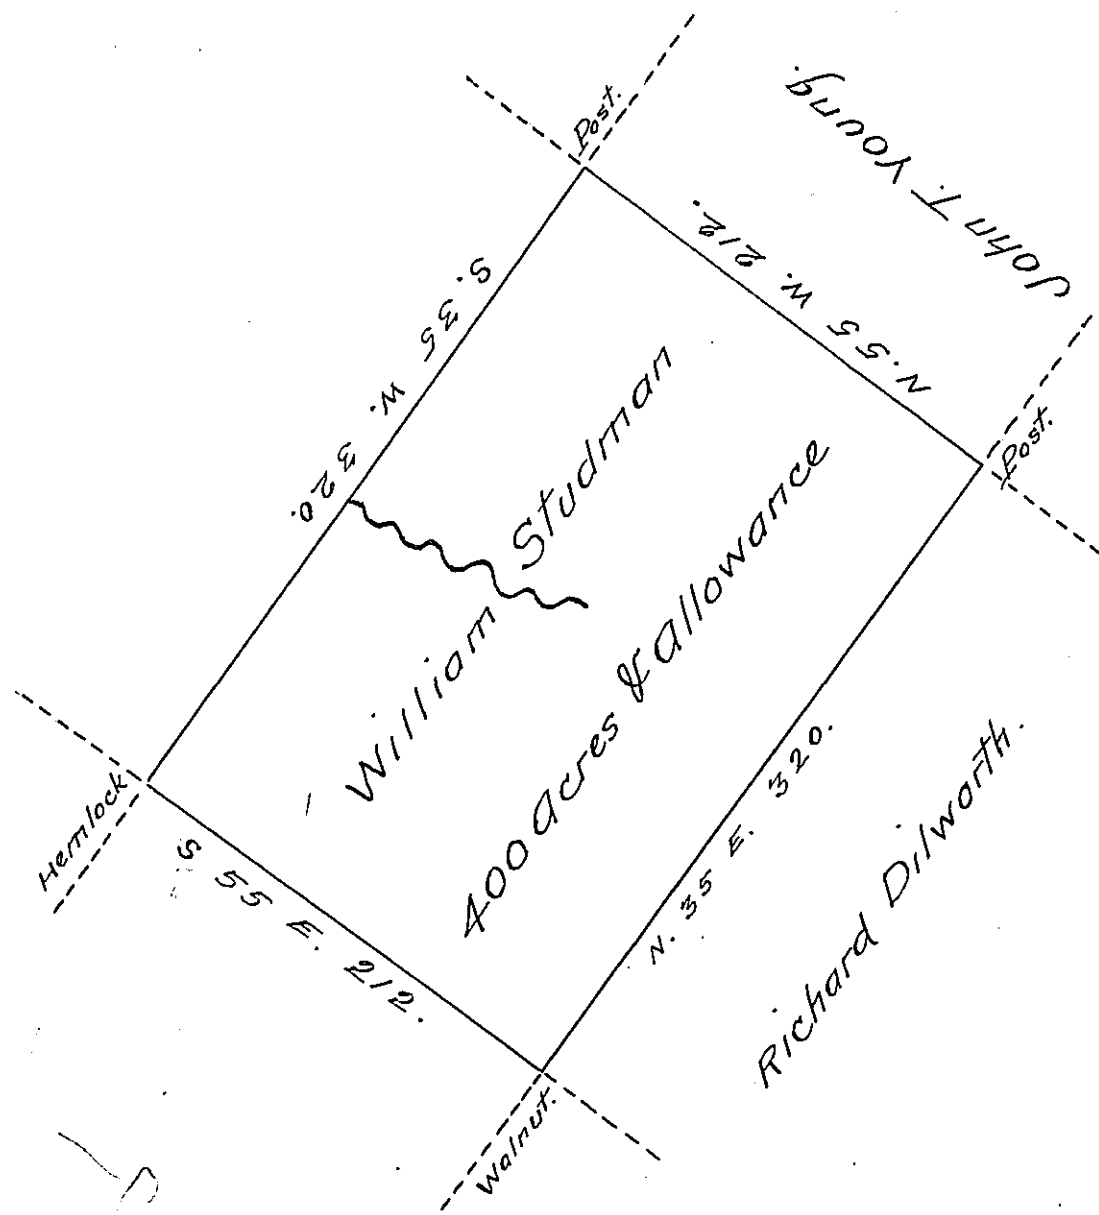 Post.
John T. Young.
N. 55 W. 212.
S. 35 W. 320.
Post.
William Studman
400 acres & allowance
Hemlock
S 55 E. 212.
N. 35 E. 320.
Richard Dilworth.
Walnut.